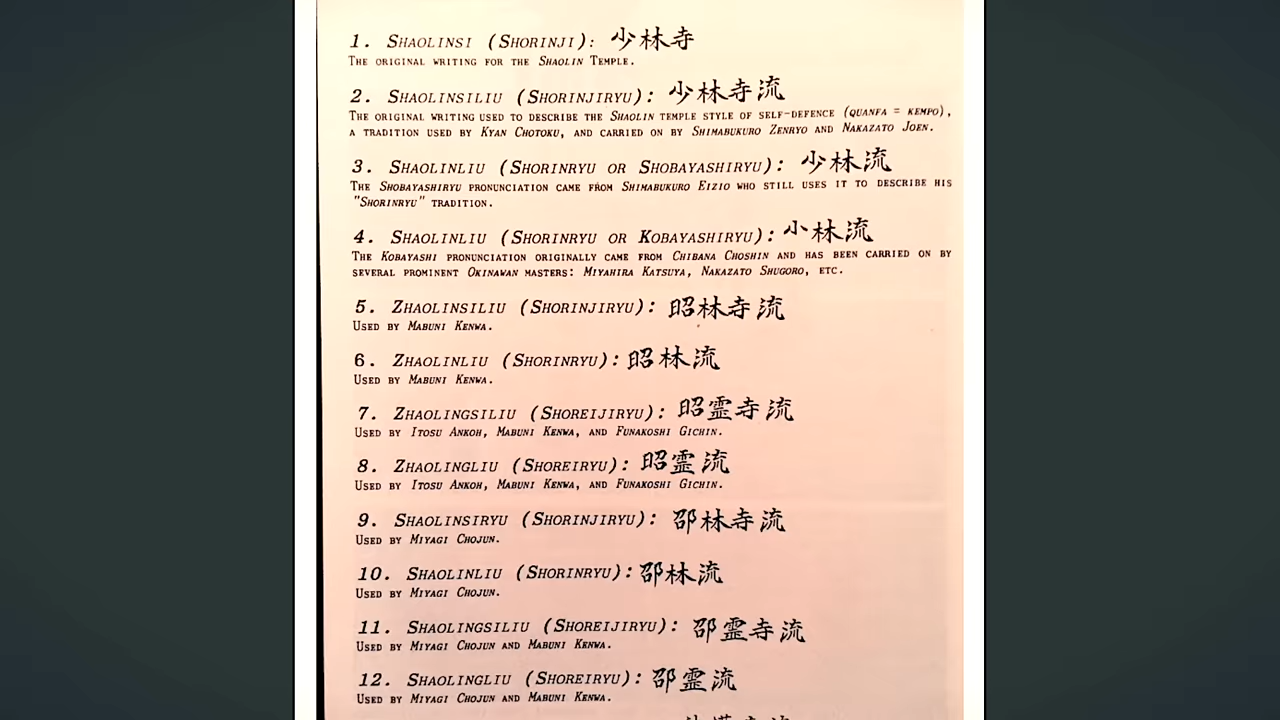 1. SHAOLINSI (SHORINJI): 少林寺
THE ORIGINAL WRITING FOR THE SHAOLIN TEMPLE.
2. SHAOLINSILIU (SHORINJIRYU): 少林寺流
THE ORIGINAL WRITING USED TO DESCRIBE THE SHAOLIN TEMPLE STYLE OF SELF-DEFENCE (QUANFA = KEMPO),
A TRADITION USED BY KYAN CHOTOKU, AND CARRIED ON BY SHIMABUKURO ZENRYO AND NAKAZATO JOEN.
3. SHAOLINLIU (SHORINRYU OR SHOBAYASHIRYU): 少林流
THE SHOBAYASHIRYU PRONUNCIATION CAME FROM SHIMABUKURO EIZIO WHO STILL USES IT TO DESCRIBE HIS
"SHORINRYU" TRADITION.
4. SHAOLINLIU (SHORINRYU OR KOBAYASHIRYU): 小林流
THE KOBAYASHI PRONUNCIATION ORIGINALLY CAME FROM CHIBANA CHOSHIN AND HAS BEEN CARRIED ON BY
SEVERAL PROMINENT OKINAWAN MASTERS: MIYAHIRA KATSUYA, NAKAZATO SHUGORO, ETC.
5. ZHAOLINSILIU (SHORINJIRYU): 昭林寺流
USED BY MABUNI KENWA.
6. ZHAOLINLIU (SHORINRYU): 昭林流
USED BY MABUNI KENWA.
7. ZHAOLINGSILIU (SHOREIJIRYU): 昭霊寺流
USED BY ITOSU ANKOH, MABUNI KENWA, AND FUNAKOSHI GICHIN.
8. ZHAOLINGLIU (SHOREIRYU): 昭霊流
USED BY ITOSU ANKOH, MABUNI KENWA, AND FUNAKOSHI GICHIN.
9. SHAOLINSIRYU (SHORINJIRYU): 邵林寺流
USED BY MIYAGI CHOJUN.
10. SHAOLINLIU (SHORINRYU): 邵林流
USED BY MIYAGI CHOJUN.
11. SHAOLINGSILIU (SHOREIJIRYU): 邵霊寺流
USED BY MIYAGI CHOJUN AND MABUNI KENWA.
12. SHAOLINGLIU (SHOREIRYU): 邵霊流
USED BY MIYAGI CHOJUN AND MABUNI KENWA.